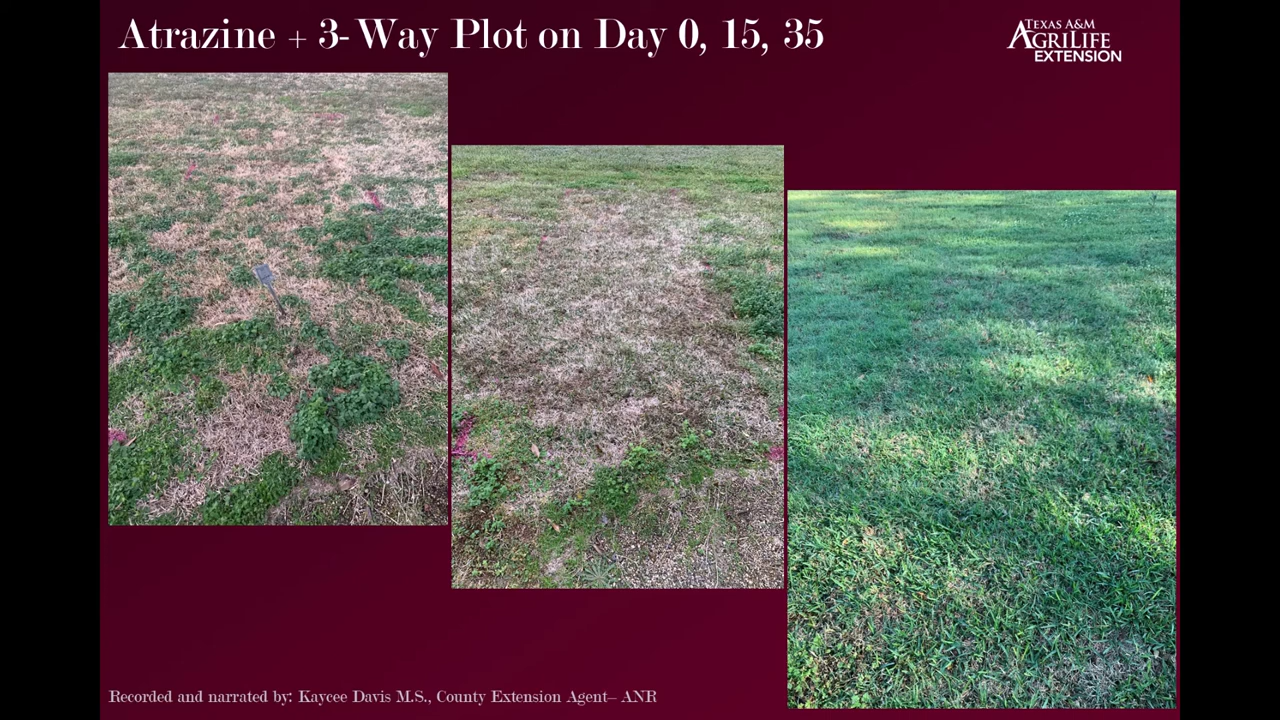 Atrazine + 3-Way Plot on Day 0, 15, 35
TEXAS A&M
AGRILIFE
EXTENSION
Recorded and narrated by: Kaycee Davis M.S., County Extension Agent– ANR